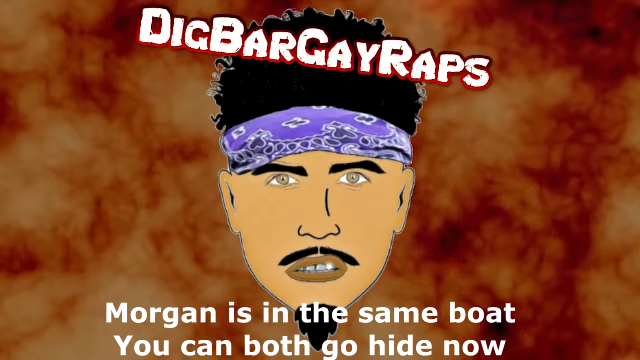 DigBarGayRaps
Morgan is in the same boat
You can both go hide now